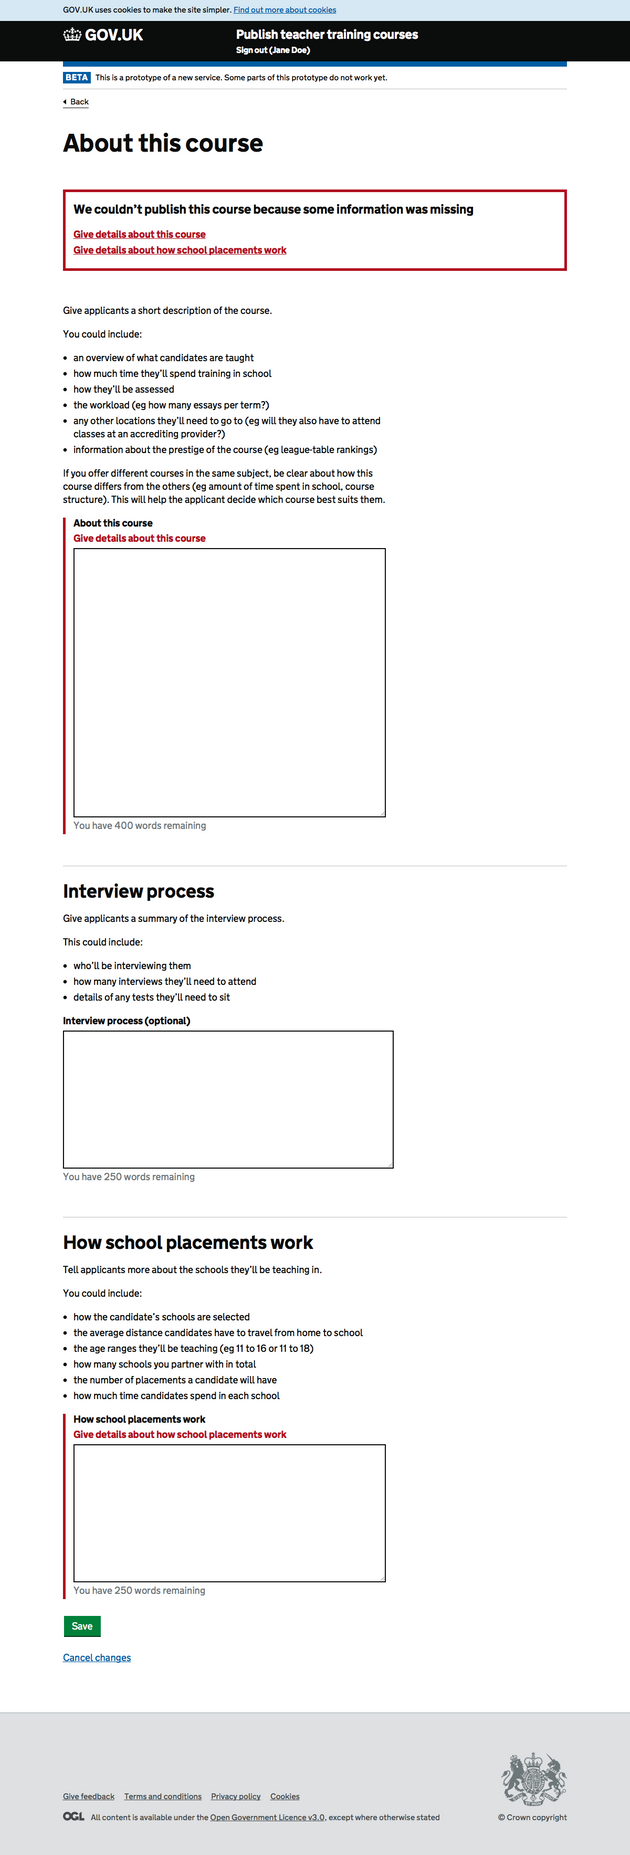 GOV.UK uses cookies to make the site simpler. Find out more about cookies
GOV.UK
Publish teacher training courses
Sign out (Jane Doe)
BETA This is a prototype of a new service. Some parts of this prototype do not work yet.
Back
About this course
We couldn’t publish this course because some information was missing
Give details about this course
Give details about how school placements work
Give applicants a short description of the course.
You could include:
• an overview of what candidates are taught
• how much time they’ll spend training in school
• how they’ll be assessed
• the workload (eg how many essays per term?)
• any other locations they’ll need to go to (eg will they also have to attend
classes at an accrediting provider?)
• information about the prestige of the course (eg league-table rankings)
If you offer different courses in the same subject, be clear about how this
course differs from the others (eg amount of time spent in school, course
structure). This will help the applicant decide which course best suits them.
About this course
Give details about this course
You have 400 words remaining
Interview process
Give applicants a summary of the interview process.
This could include:
• who’ll be interviewing them
• how many interviews they’ll need to attend
• details of any tests they’ll need to sit
Interview process (optional)
You have 250 words remaining
How school placements work
Tell applicants more about the schools they’ll be teaching in.
You could include:
• how the candidate’s schools are selected
• the average distance candidates have to travel from home to school
• the age ranges they’ll be teaching (eg 11 to 16 or 11 to 18)
• how many schools you partner with in total
• the number of placements a candidate will have
• how much time candidates spend in each school
How school placements work
Give details about how school placements work
You have 250 words remaining
Save
Cancel changes
Give feedback Terms and conditions Privacy policy Cookies
OGL All content is available under the Open Government Licence v3.0, except where otherwise stated
© Crown copyright